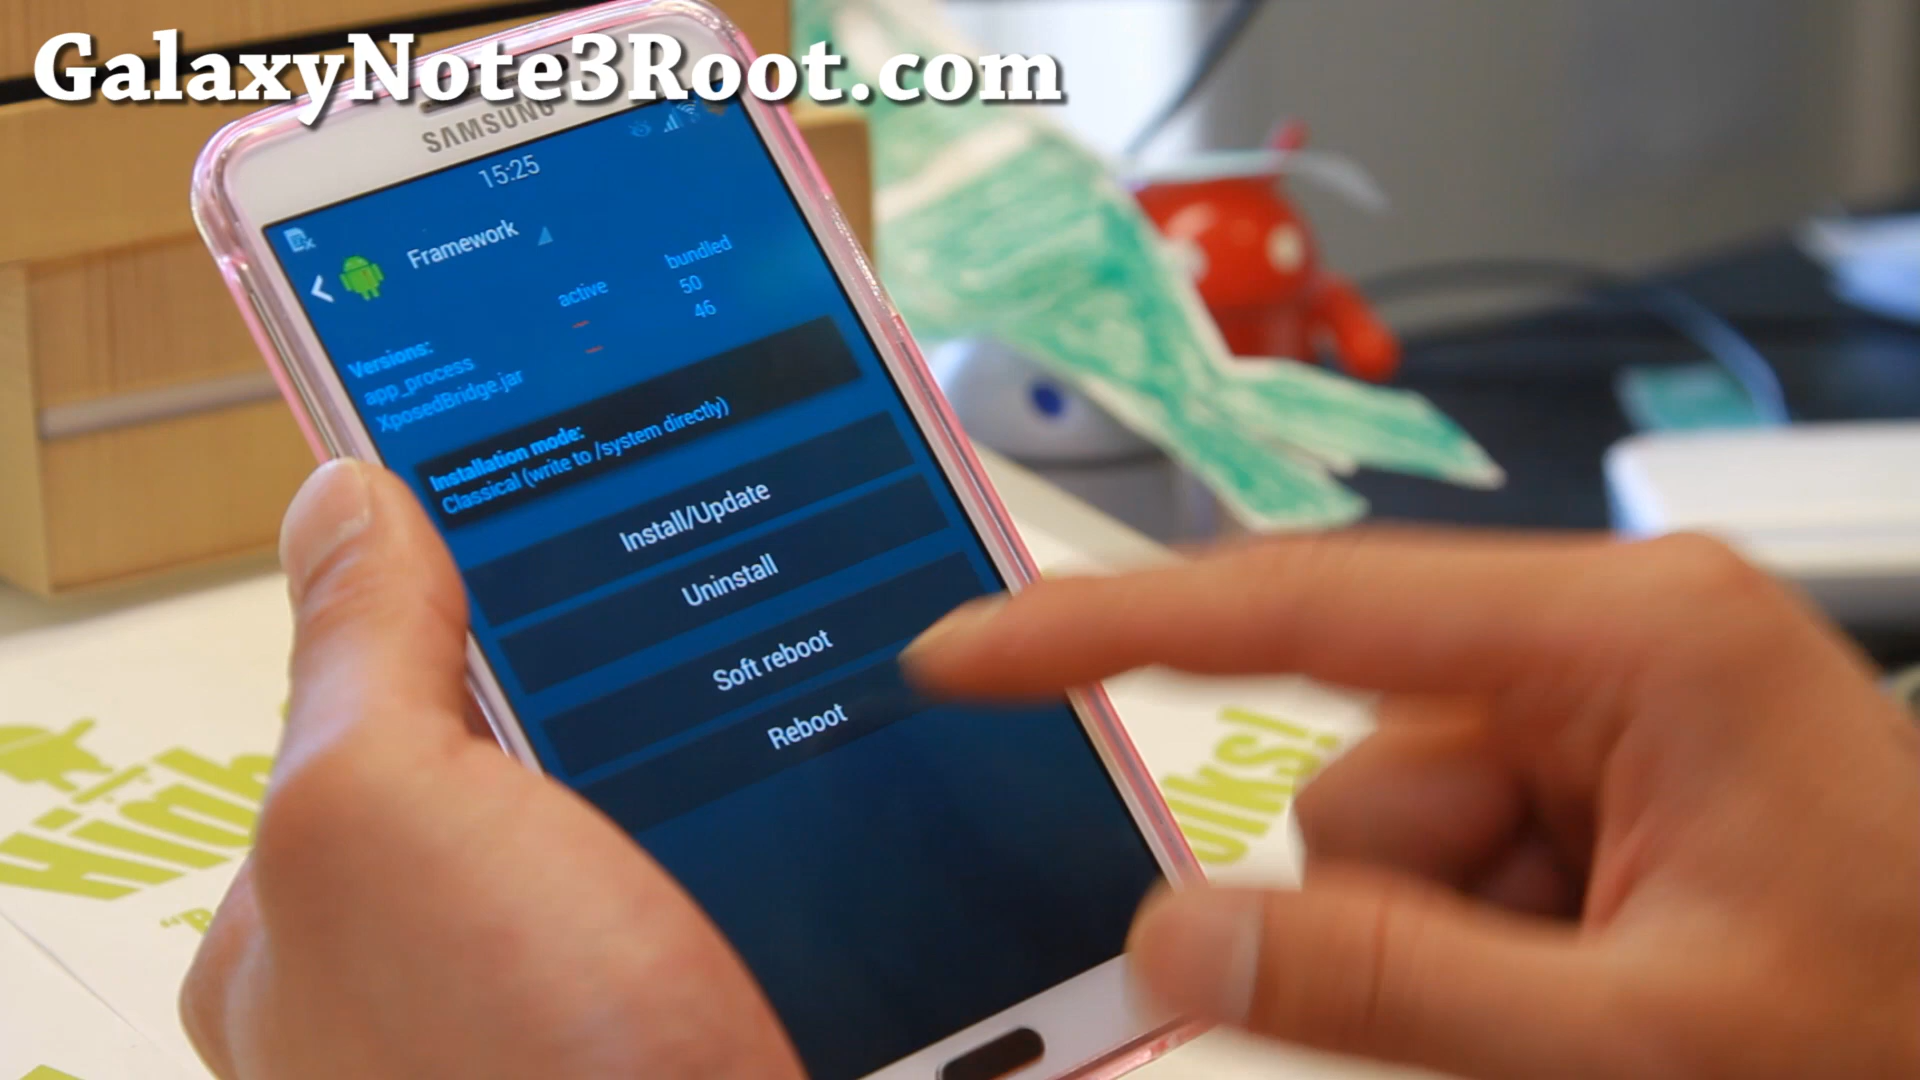 GalaxyNote3Root.com
SAMSUNG
15:25
Framework
active bundled
Versions:
app_process -- 50
XposedBridge.jar -- 46
Installation mode:
Classical (write to /system directly)
Install/Update
Uninstall
Soft reboot
Reboot